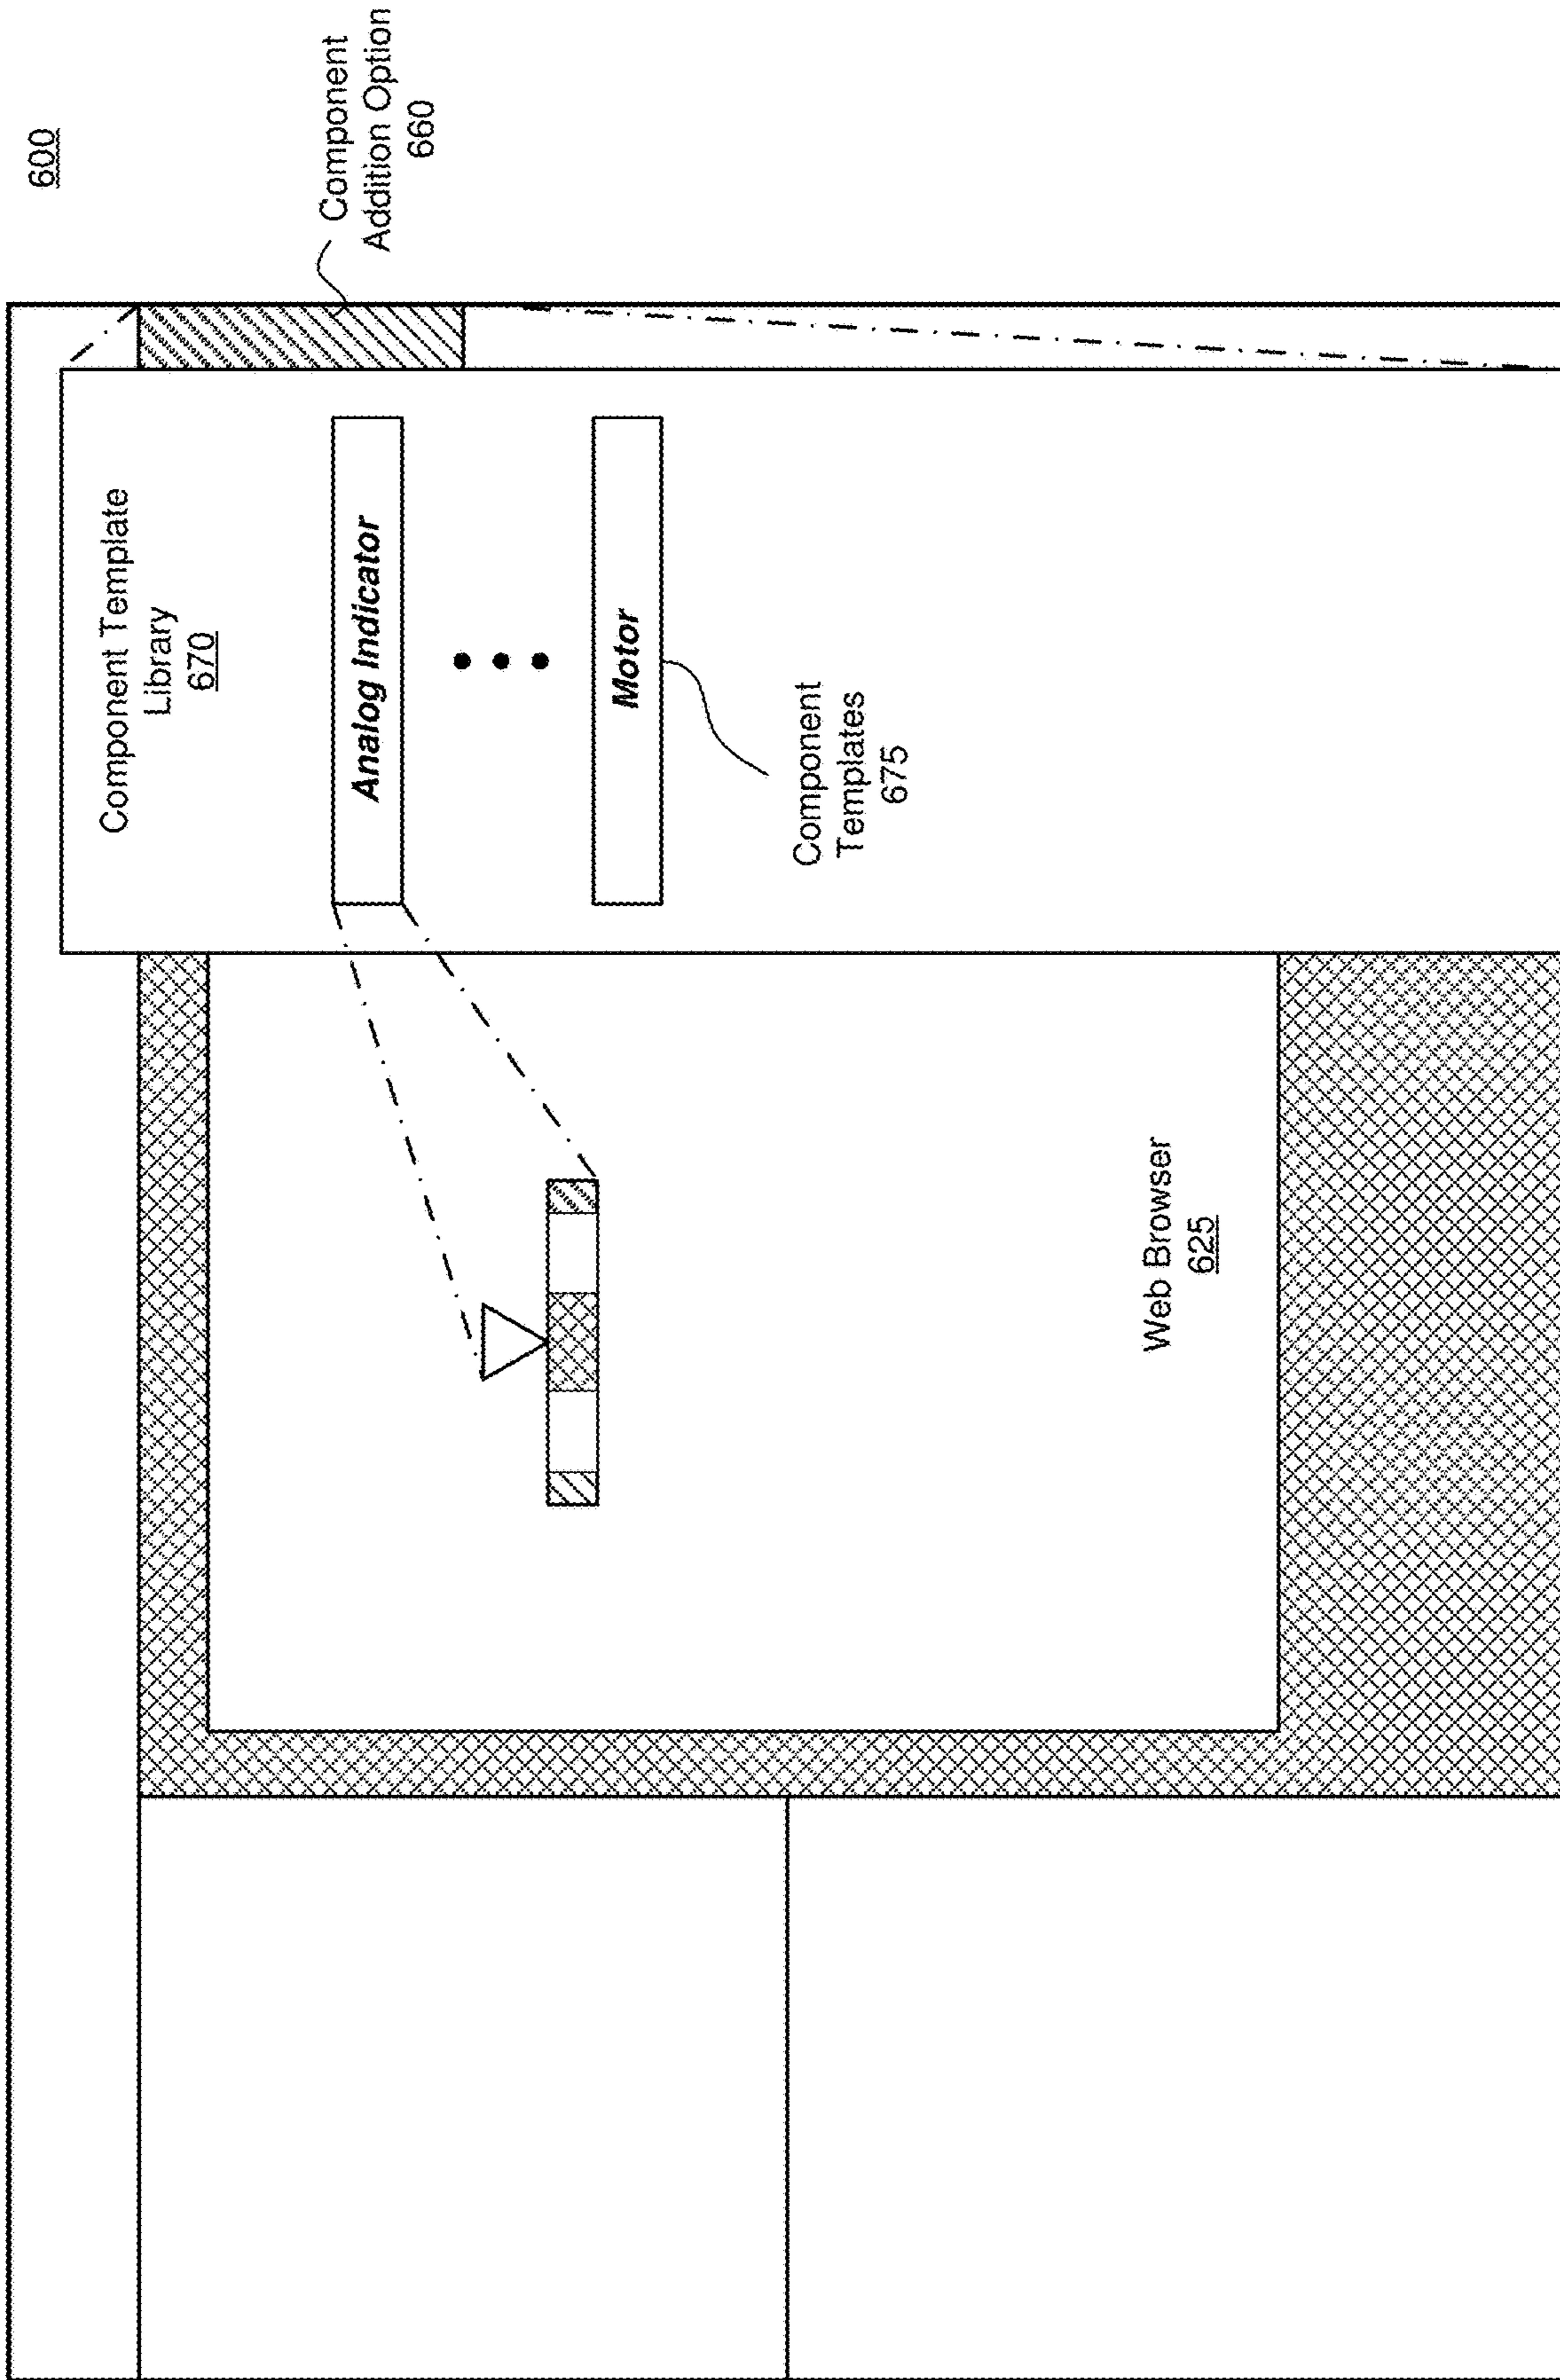 600
Component
Addition Option
660
Component Template
Library
670
Analog Indicator
Motor
Component
Templates
675
Web Browser
625